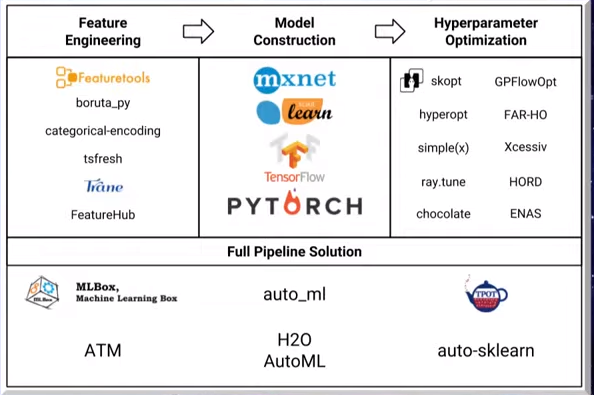 Feature
Engineering
Model
Construction
Hyperparameter
Optimization
Featuretools
boruta_py
categorical-encoding
tsfresh
Trane
FeatureHub
mxnet
learn
TensorFlow
PYTORCH
skopt
GPFlowOpt
hyperopt
FAR-HO
simple(x)
Xcessiv
ray.tune
HORD
chocolate
ENAS
Full Pipeline Solution
MLBox,
Machine Learning Box
auto_ml
TPOT
ATM
H2O
AutoML
auto-sklearn